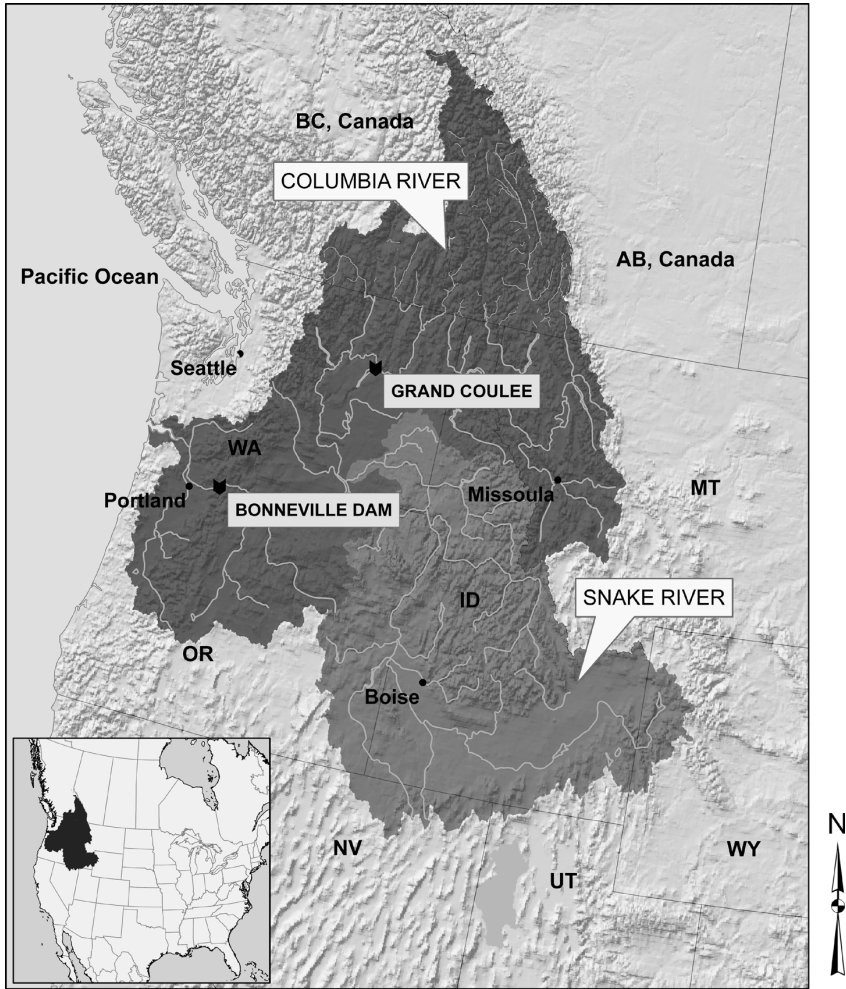 BC, Canada
COLUMBIA RIVER
AB, Canada
Pacific Ocean
Seattle
GRAND COULEE
WA
Missoula
MT
Portland
BONNEVILLE DAM
ID
SNAKE RIVER
OR
Boise
NV
UT
WY
N